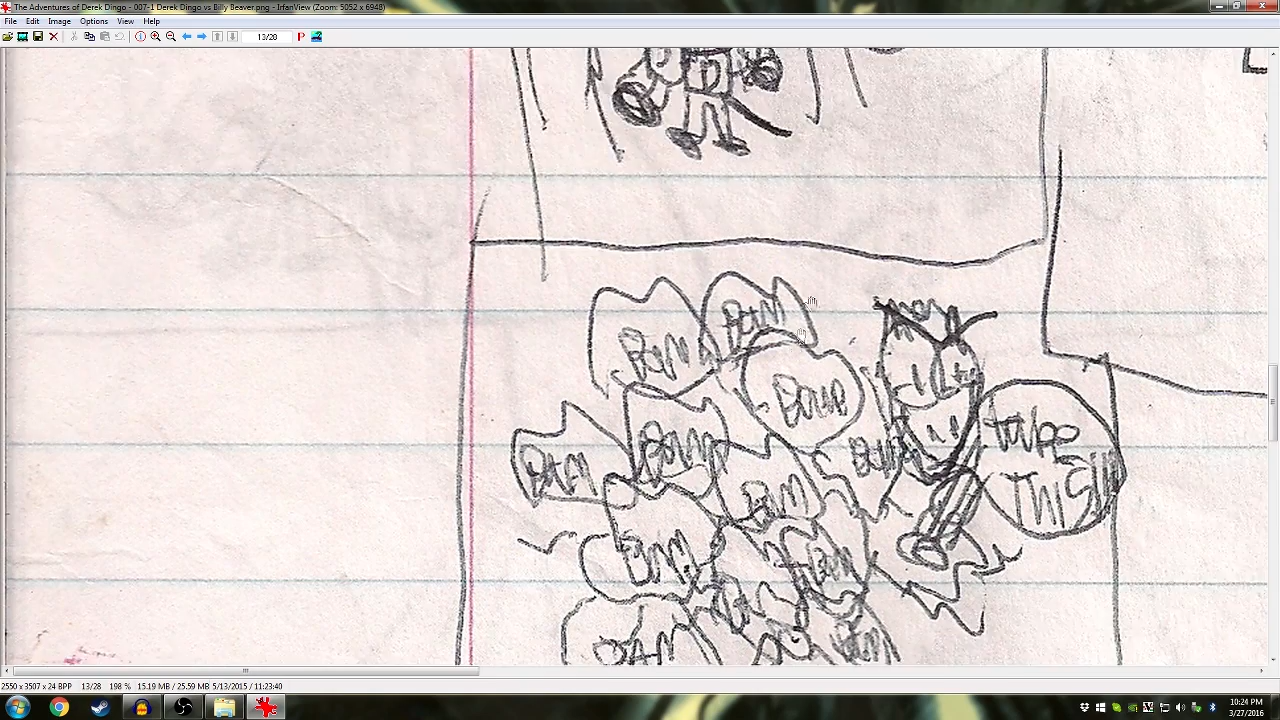 The Adventures of Derek Dingo - 007-1 Derek Dingo vs Billy Beaver.png - IrfanView (Zoom: 5052 x 6948)
File Edit Image Options View Help
13/28
BAM
BAM
BAM
BAM
BAM
BAM
BAM
BAM
BAM
THIS!!!
2550 x 3507 x 24 BPP 13/28 198 % 15.19 MB / 25.59 MB 5/13/2015 / 11:23:40
10:24 PM
3/27/2016